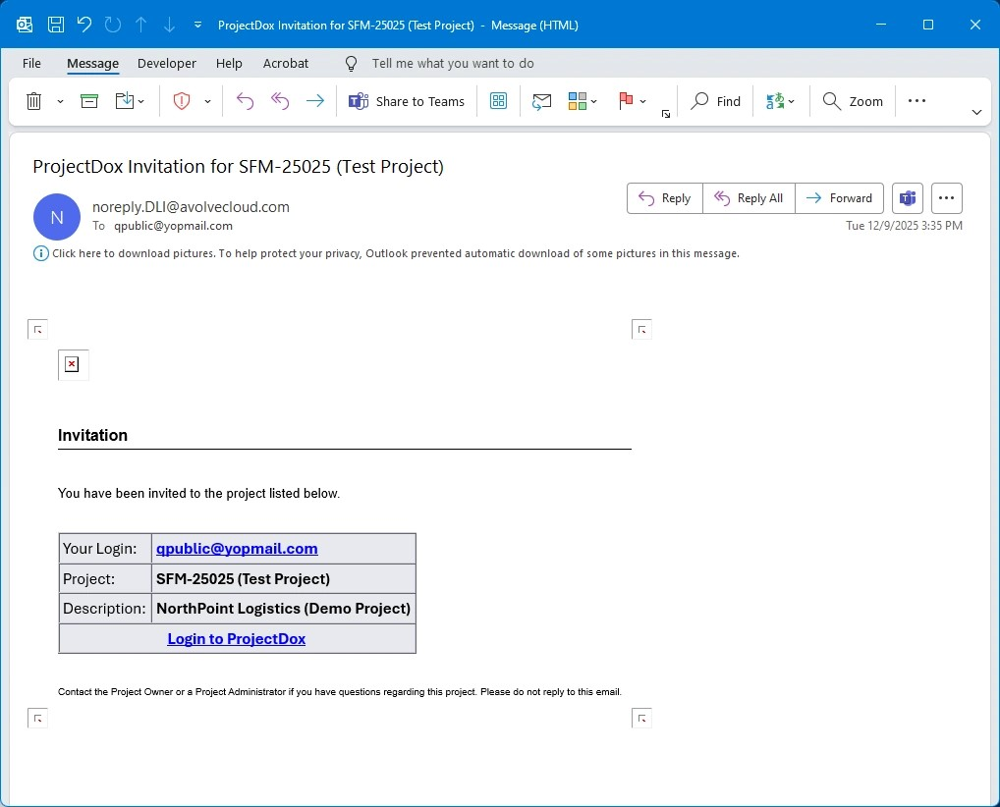 ProjectDox Invitation for SFM-25025 (Test Project) - Message (HTML)
File Message Developer Help Acrobat Tell me what you want to do
Share to Teams Find Zoom
ProjectDox Invitation for SFM-25025 (Test Project)
N
noreply.DLI@avolvecloud.com
To qpublic@yopmail.com
Reply Reply All Forward
Tue 12/9/2025 3:35 PM
Click here to download pictures. To help protect your privacy, Outlook prevented automatic download of some pictures in this message.
Invitation
You have been invited to the project listed below.
Your Login: qpublic@yopmail.com
Project: SFM-25025 (Test Project)
Description: NorthPoint Logistics (Demo Project)
Login to ProjectDox
Contact the Project Owner or a Project Administrator if you have questions regarding this project. Please do not reply to this email.